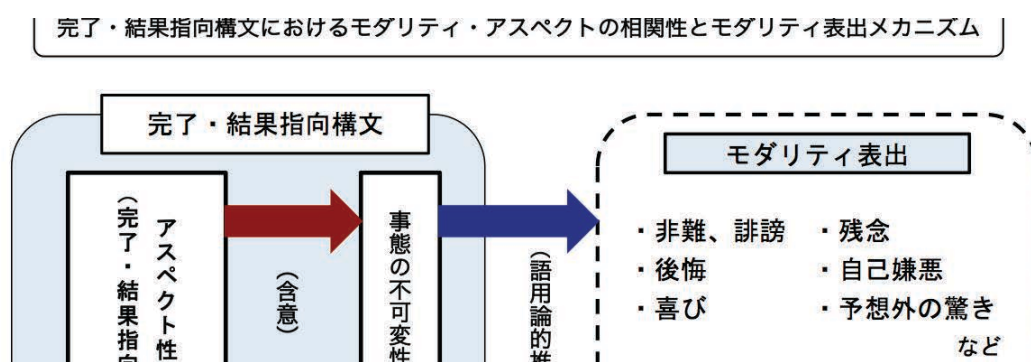 完了・結果指向構文におけるモダリティ・アスペクトの相関性とモダリティ表出メカニズム
完了・結果指向構文
アスペクト性
（完了・結果指向
（含意）
事態の不可変性
（語用論的推
モダリティ表出
・非難、誹謗
・残念
・後悔
・自己嫌悪
・喜び
・予想外の驚き
など